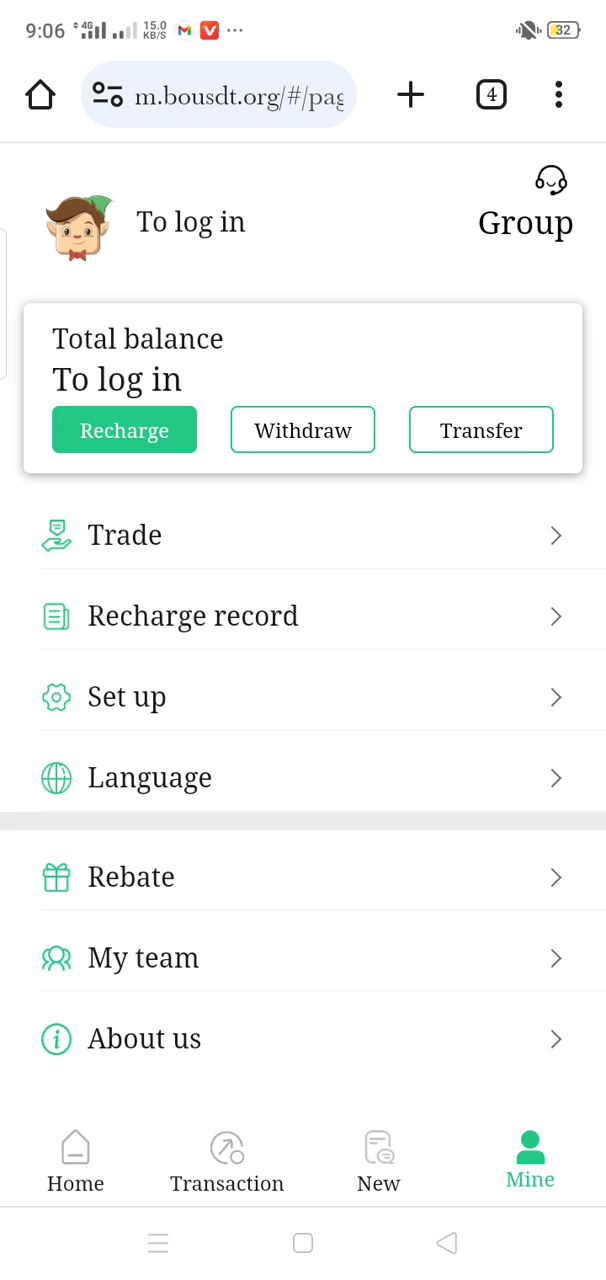 9:06 4G 15.0 KB/S 32
m.bousdt.org/#/pag 4
Group
To log in
Total balance
To log in
Recharge Withdraw Transfer
Trade
Recharge record
Set up
Language
Rebate
My team
About us
Home Transaction New Mine